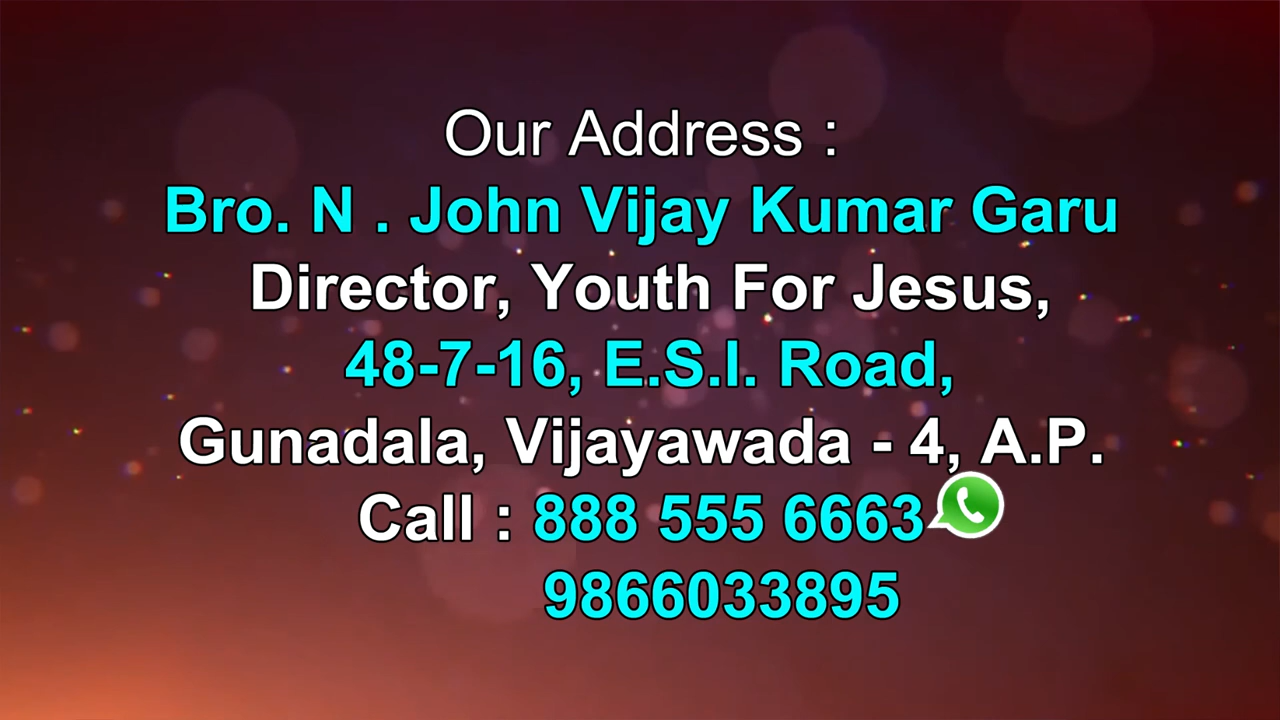 Our Address :
Bro. N . John Vijay Kumar Garu
Director, Youth For Jesus,
48-7-16, E.S.I. Road,
Gunadala, Vijayawada - 4, A.P.
Call : 888 555 6663
9866033895